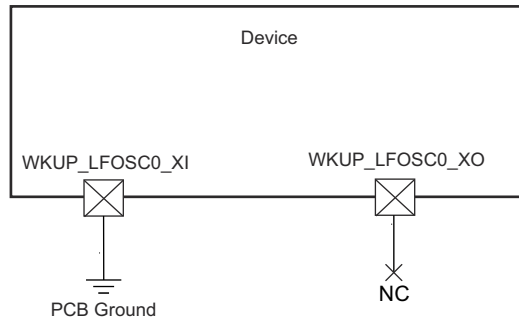 Device
WKUP_LFOSC0_XI
WKUP_LFOSC0_XO
NC
PCB Ground